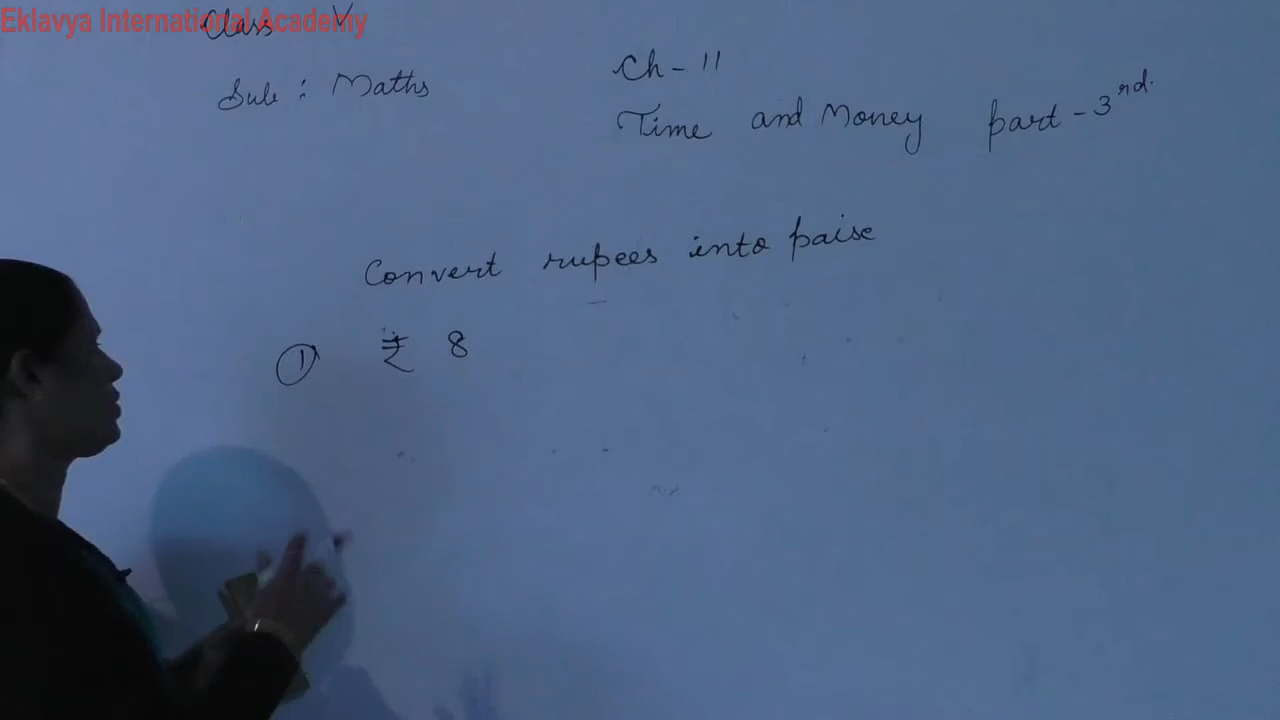 Eklavya International Academy
Class V
Sub : Maths
Ch - 11
Time and Money part - 3rd.
Convert rupees into paise
① ₹ 8